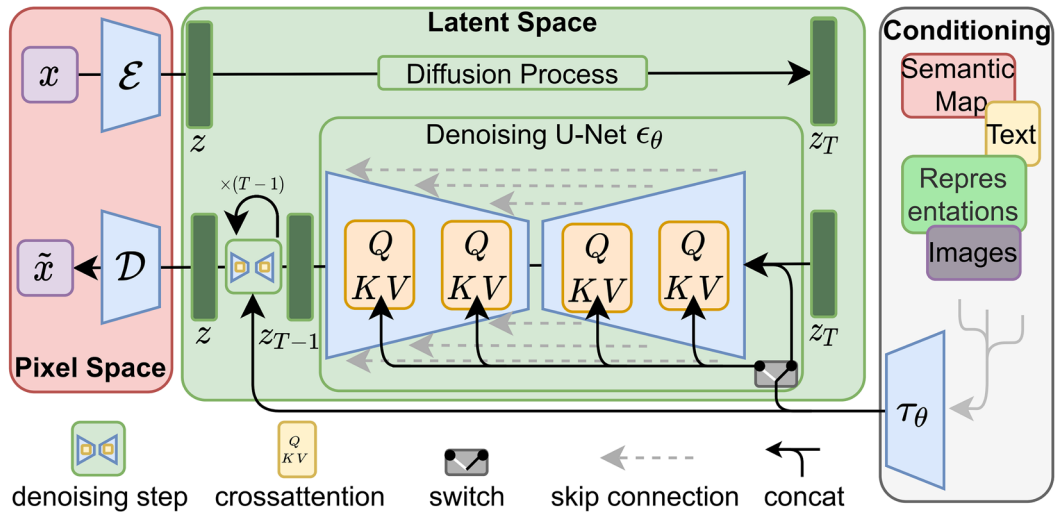 Latent Space
Conditioning
x
ℰ
Diffusion Process
Semantic
Map
Text
z
Denoising U-Net ϵ_θ
z_T
×(T−1)
Repres
entations
Images
x̃
𝒟
Q
KV
Q
KV
Q
KV
Q
KV
z
z_{T−1}
z_T
Pixel Space
τ_θ
Q
KV
denoising step
crossattention
switch
skip connection
concat